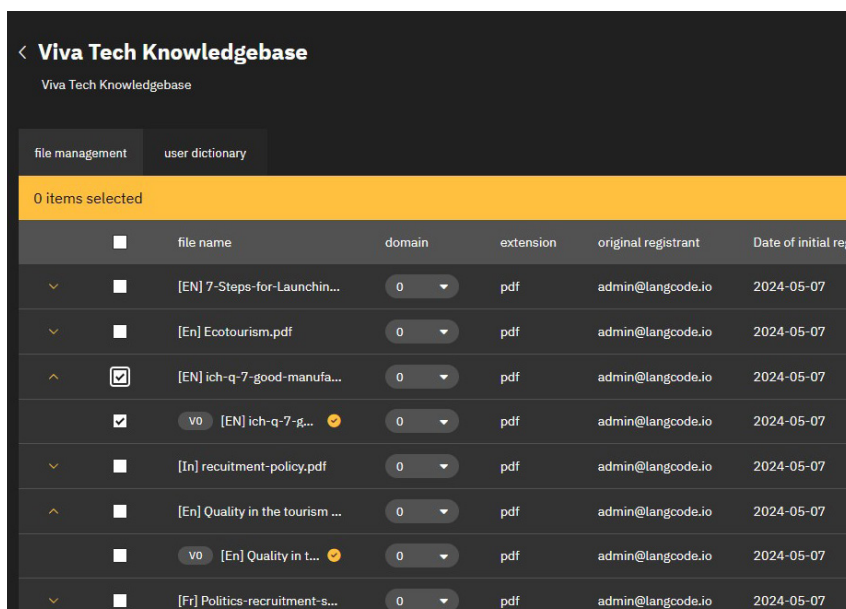 Viva Tech Knowledgebase
Viva Tech Knowledgebase
file management user dictionary
0 items selected
file name domain extension original registrant Date of initial re
[EN] 7-Steps-for-Launchin... 0 pdf admin@langcode.io 2024-05-07
[En] Ecotourism.pdf 0 pdf admin@langcode.io 2024-05-07
[EN] ich-q-7-good-manufa... 0 pdf admin@langcode.io 2024-05-07
V0 [EN] ich-q-7-g... 0 pdf admin@langcode.io 2024-05-07
[In] recuitment-policy.pdf 0 pdf admin@langcode.io 2024-05-07
[En] Quality in the tourism ... 0 pdf admin@langcode.io 2024-05-07
V0 [En] Quality in t... 0 pdf admin@langcode.io 2024-05-07
[Fr] Politics-recruitment-s... 0 pdf admin@langcode.io 2024-05-07